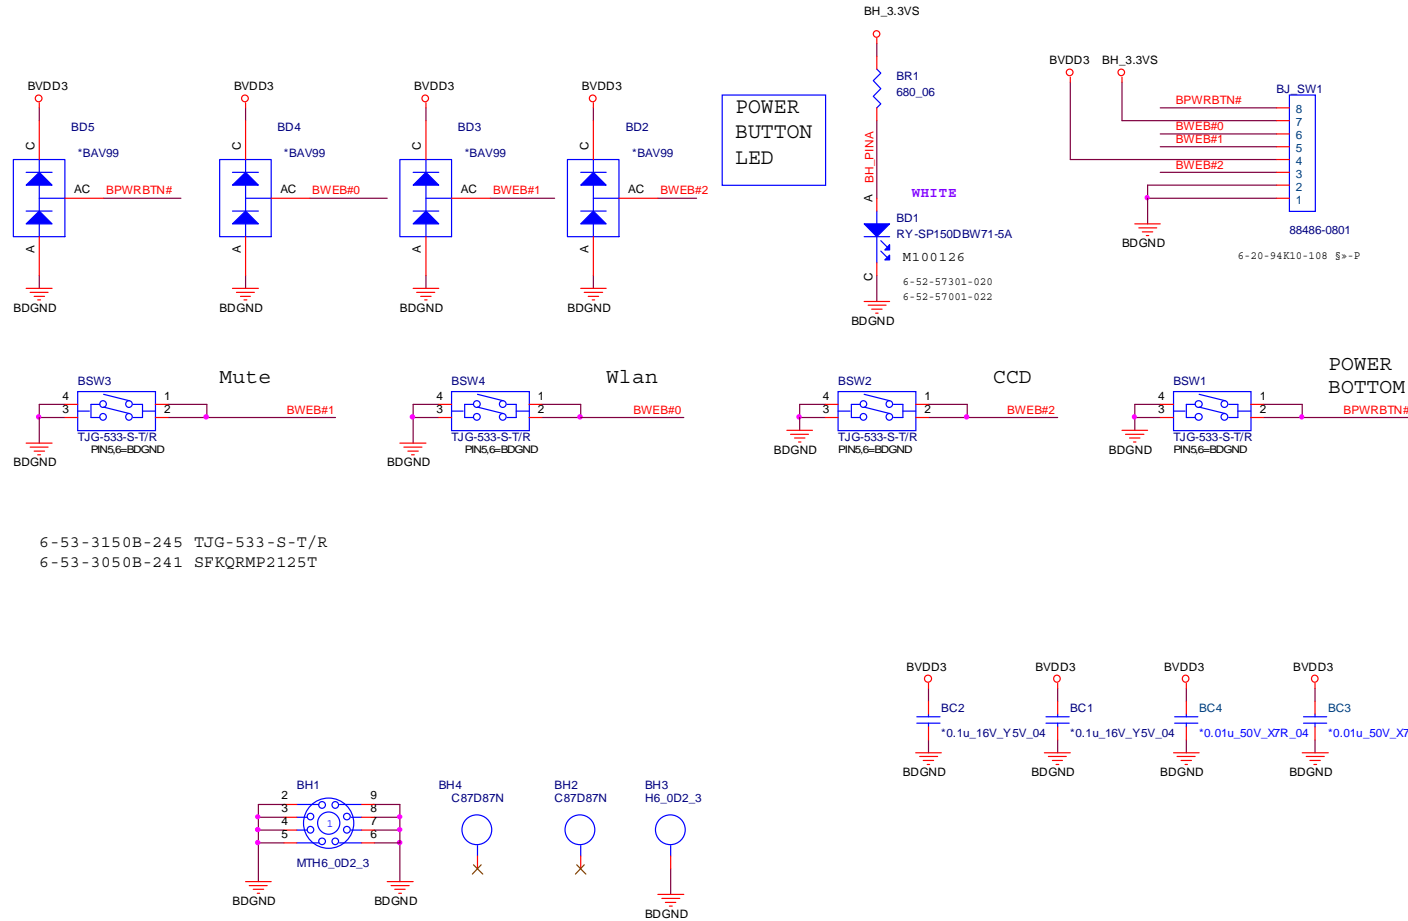 BH_3.3VS
BR1
680_06
BH_PINA
A
WHITE
BD1
RY-SP150DBW71-5A
M100126
C
6-52-57301-020
6-52-57001-022
BDGND
POWER
BUTTON
LED
BVDD3
BD5
*BAV99
C
AC
BPWRBTN#
A
BDGND
BVDD3
BD4
*BAV99
C
AC
BWEB#0
A
BDGND
BVDD3
BD3
*BAV99
C
AC
BWEB#1
A
BDGND
BVDD3
BD2
*BAV99
C
AC
BWEB#2
A
BDGND
BVDD3
BH_3.3VS
BJ_SW1
BPWRBTN#
8
7
BWEB#0
6
BWEB#1
5
4
BWEB#2
3
2
1
BDGND
88486-0801
6-20-94K10-108 §»-P
BSW3
Mute
4
3
1
2
BWEB#1
TJG-533-S-T/R
PIN5,6=BDGND
BDGND
BSW4
Wlan
4
3
1
2
BWEB#0
TJG-533-S-T/R
PIN5,6=BDGND
BDGND
BSW2
CCD
4
3
1
2
BWEB#2
TJG-533-S-T/R
PIN5,6=BDGND
BDGND
BSW1
POWER
BOTTOM
4
3
1
2
BPWRBTN#
TJG-533-S-T/R
PIN5,6=BDGND
BDGND
6-53-3150B-245 TJG-533-S-T/R
6-53-3050B-241 SFKQRMP2125T
BVDD3
BC2
*0.1u_16V_Y5V_04
BDGND
BVDD3
BC1
*0.1u_16V_Y5V_04
BDGND
BVDD3
BC4
*0.01u_50V_X7R_04
BDGND
BVDD3
BC3
*0.01u_50V_X7
BDGND
BH1
2
3
4
5
1
9
8
7
6
MTH6_0D2_3
BDGND
BDGND
BH4
C87D87N
BH2
C87D87N
BH3
H6_0D2_3
BDGND